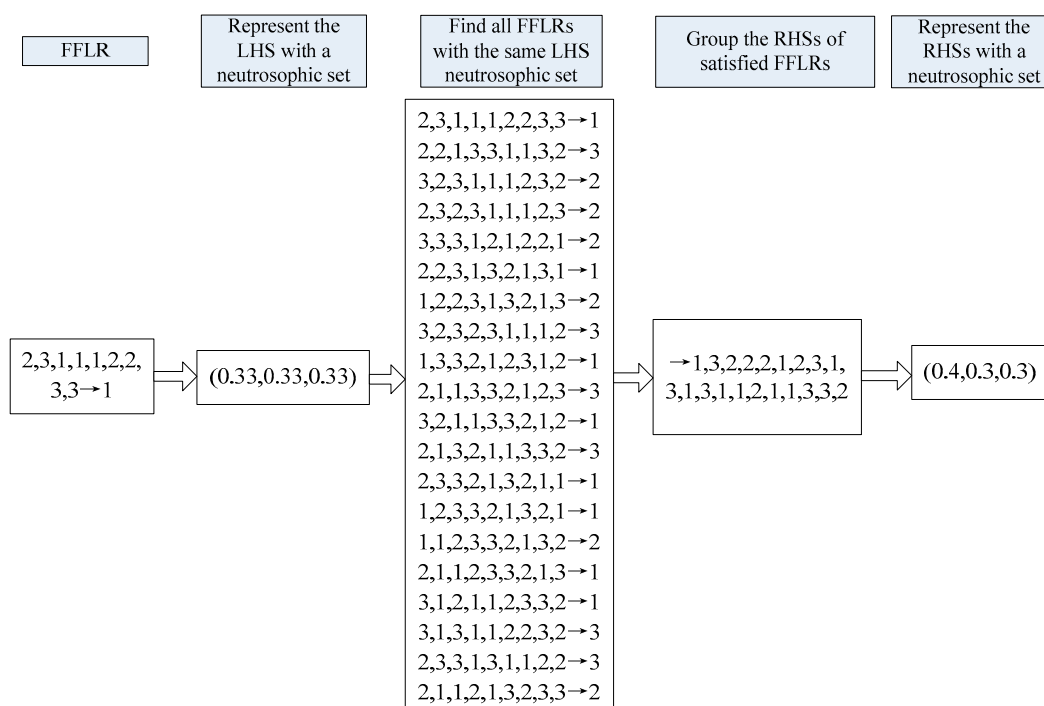 FFLR
Represent the
LHS with a
neutrosophic set
Find all FFLRs
with the same LHS
neutrosophic set
Group the RHSs of
satisfied FFLRs
Represent the
RHSs with a
neutrosophic set
2,3,1,1,1,2,2,
3,3→1
(0.33,0.33,0.33)
2,3,1,1,1,2,2,3,3→1
2,2,1,3,3,1,1,3,2→3
3,2,3,1,1,1,2,3,2→2
2,3,2,3,1,1,1,2,3→2
3,3,3,1,2,1,2,2,1→2
2,2,3,1,3,2,1,3,1→1
1,2,2,3,1,3,2,1,3→2
3,2,3,2,3,1,1,1,2→3
1,3,3,2,1,2,3,1,2→1
2,1,1,3,3,2,1,2,3→3
3,2,1,1,3,3,2,1,2→1
2,1,3,2,1,1,3,3,2→3
2,3,3,2,1,3,2,1,1→1
1,2,3,3,2,1,3,2,1→1
1,1,2,3,3,2,1,3,2→2
2,1,1,2,3,3,2,1,3→1
3,1,2,1,1,2,3,3,2→1
3,1,3,1,1,2,2,3,2→3
2,3,3,1,3,1,1,2,2→3
2,1,1,2,1,3,2,3,3→2
→1,3,2,2,2,1,2,3,1,
3,1,3,1,1,2,1,1,3,3,2
(0.4,0.3,0.3)